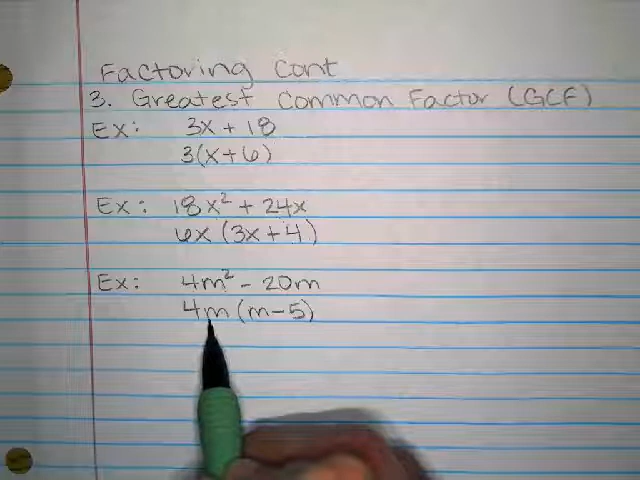 Factoring Cont
3. Greatest Common Factor (GCF)
Ex: 3x + 18
3(x+6)
Ex: 18x² + 24x
6x (3x+4)
Ex: 4m² - 20m
4m (m-5)